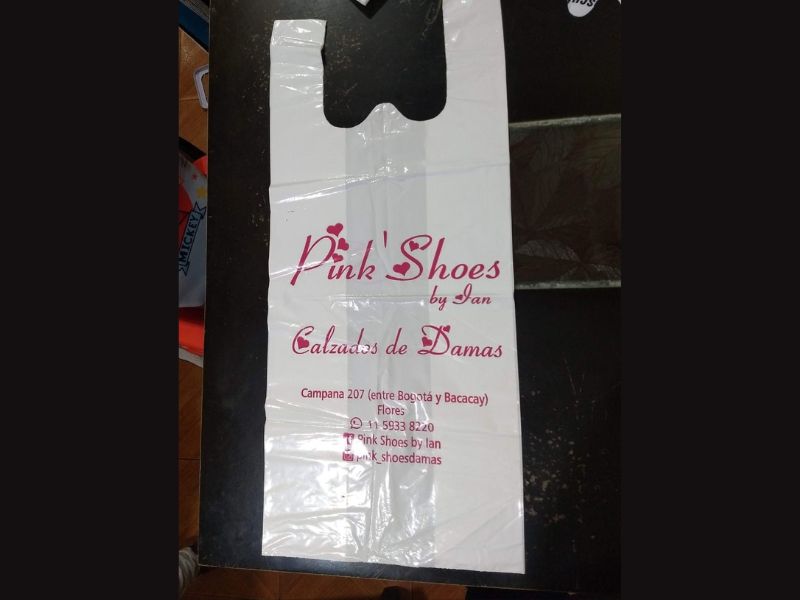 Pink' Shoes
by Ian
Calzados de Damas
Campana 207 (entre Bogotá y Bacacay)
Flores
11 5933 8220
Pink Shoes by Ian
pink_shoesdamas
MICKEY